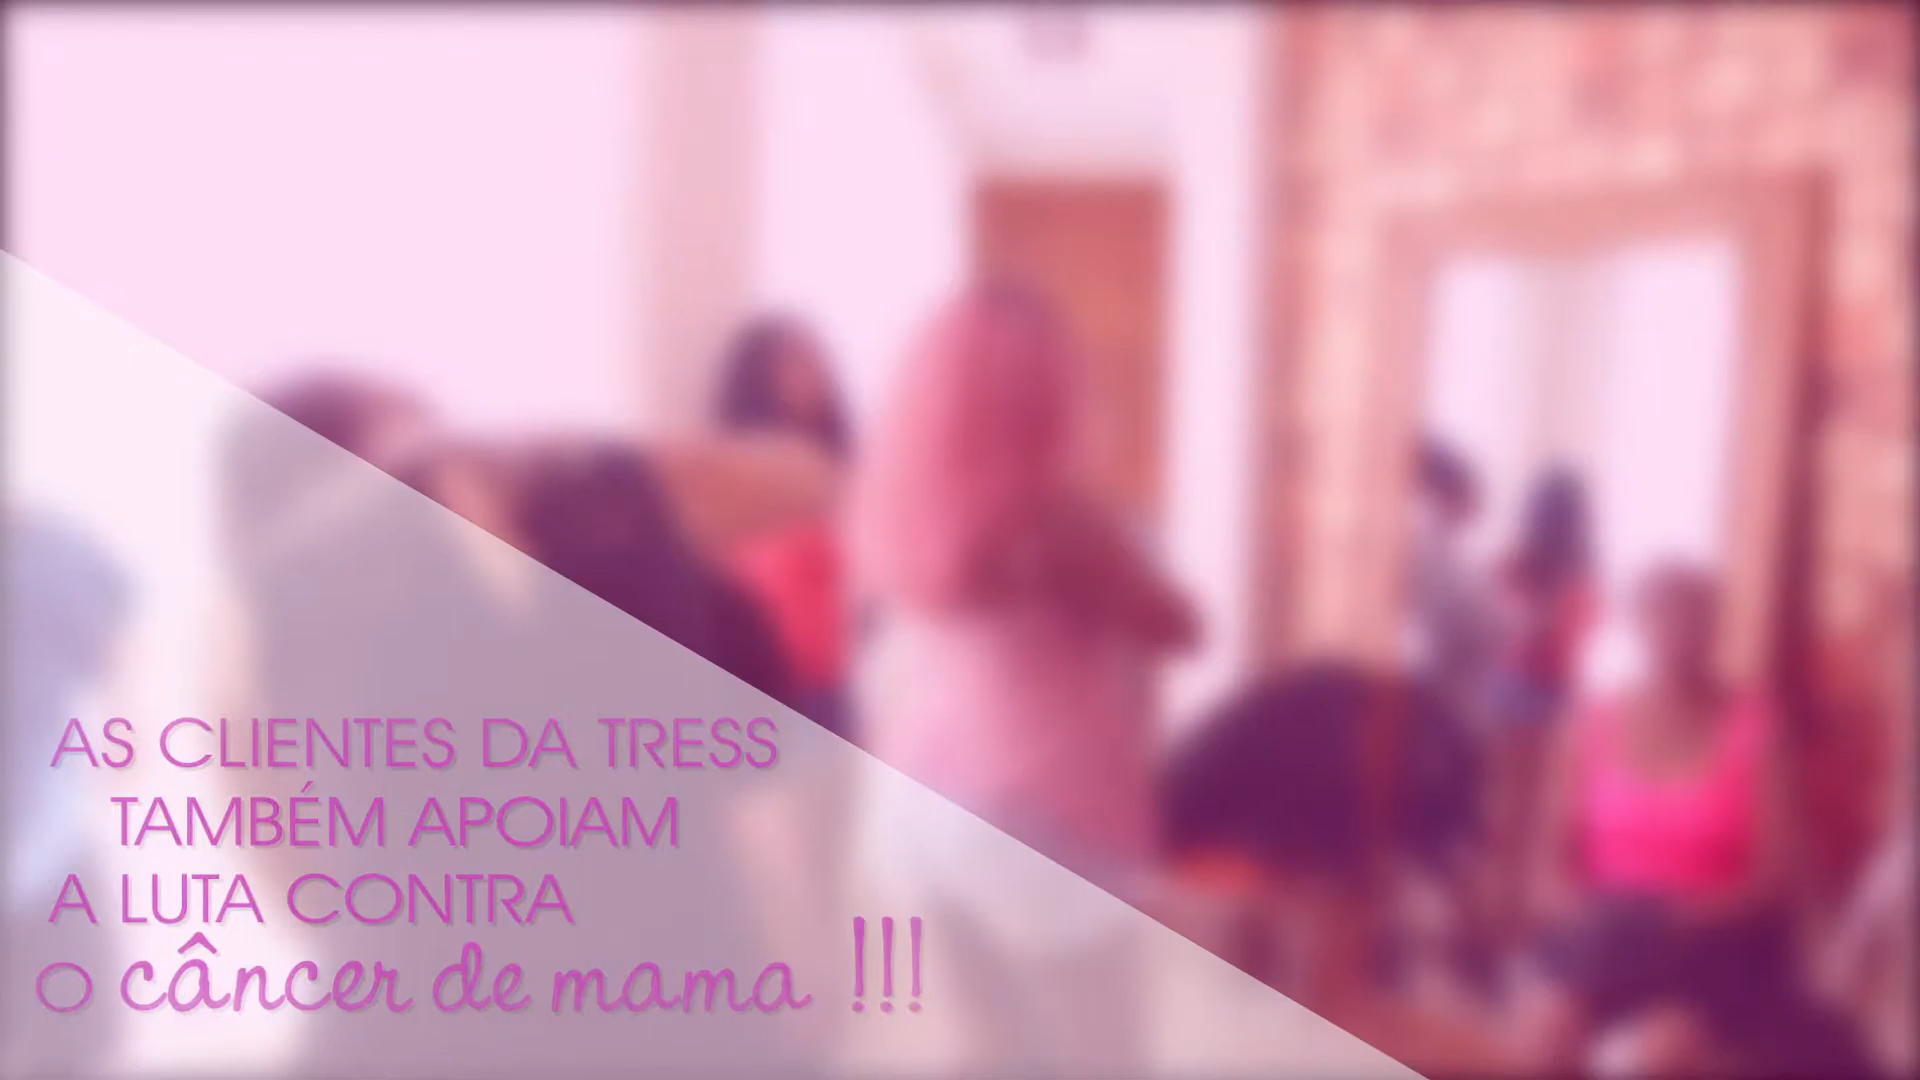 AS CLIENTES DA TRESS
TAMBÉM APOIAM
A LUTA CONTRA
O câncer de mama !!!